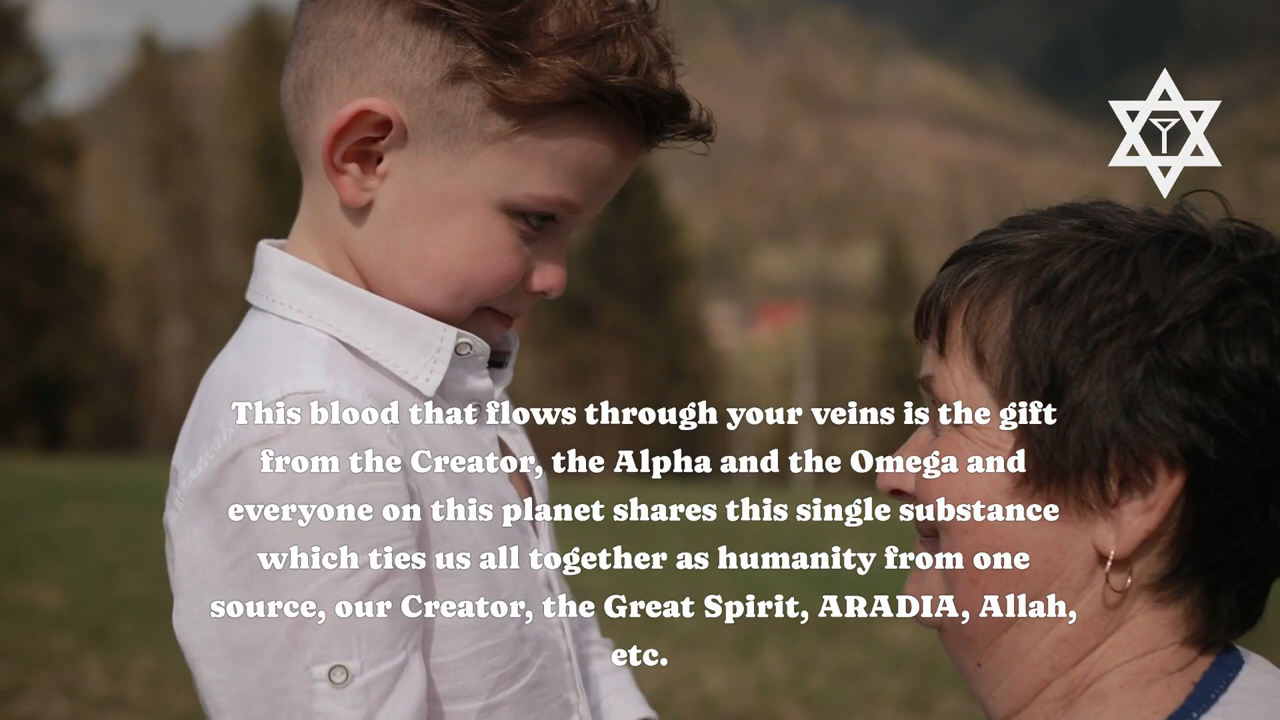 This blood that flows through your veins is the gift
from the Creator, the Alpha and the Omega and
everyone on this planet shares this single substance
which ties us all together as humanity from one
source, our Creator, the Great Spirit, ARADIA, Allah,
etc.